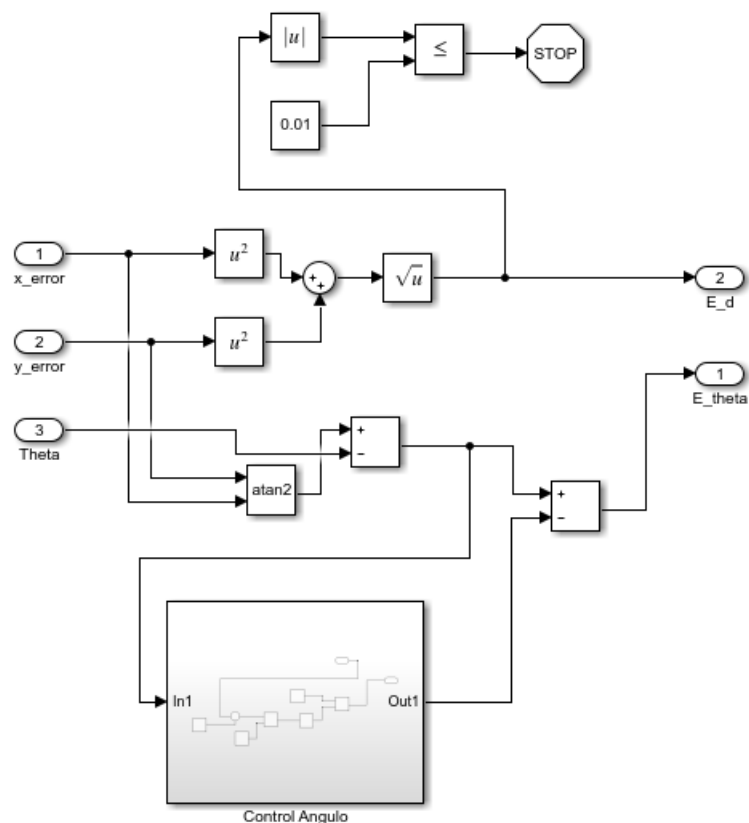 |u|
≤
STOP
0.01
1
x_error
u²
+
+
√u
2
E_d
2
y_error
u²
1
E_theta
3
Theta
+
−
atan2
+
−
In1
Out1
Control Angulo